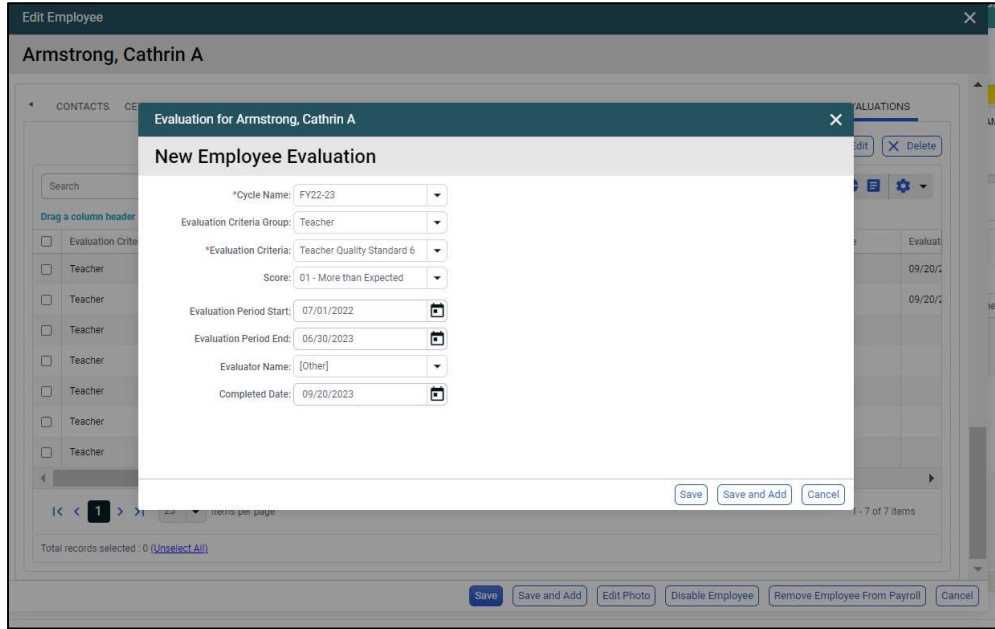 Edit Employee
Armstrong, Cathrin A
CONTACTS
Evaluation for Armstrong, Cathrin A
New Employee Evaluation
*Cycle Name: FY22-23
Evaluation Criteria Group: Teacher
*Evaluation Criteria: Teacher Quality Standard 6
Score: 01 - More than Expected
Evaluation Period Start: 07/01/2022
Evaluation Period End: 06/30/2023
Evaluator Name: [Other]
Completed Date: 09/20/2023
Save Save and Add Cancel
Delete
Search
Drag a column header
Evaluation
Teacher 09/20/2
Teacher 09/20/2
Teacher
Teacher
Teacher
Teacher
Teacher
1 items per page - 7 of 7 items
Total records selected : 0 (Unselect All)
Save Save and Add Edit Photo Disable Employee Remove Employee From Payroll Cancel